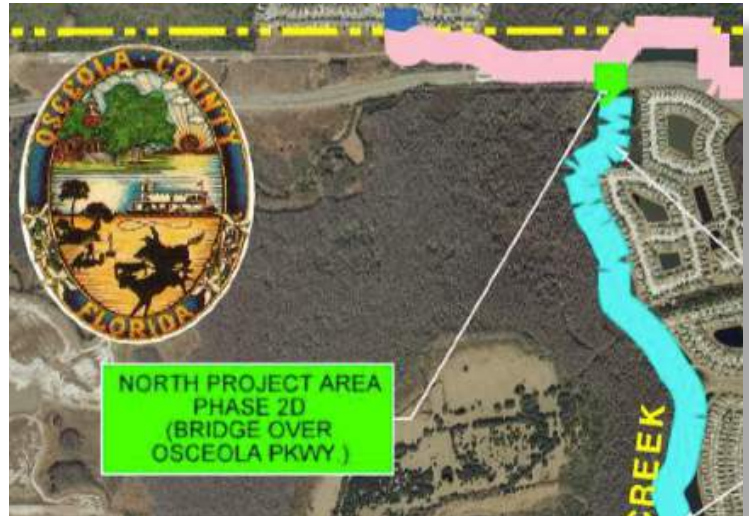 OSCEOLA COUNTY
FLORIDA
NORTH PROJECT AREA
PHASE 2D
(BRIDGE OVER
OSCEOLA PKWY.)
CREEK